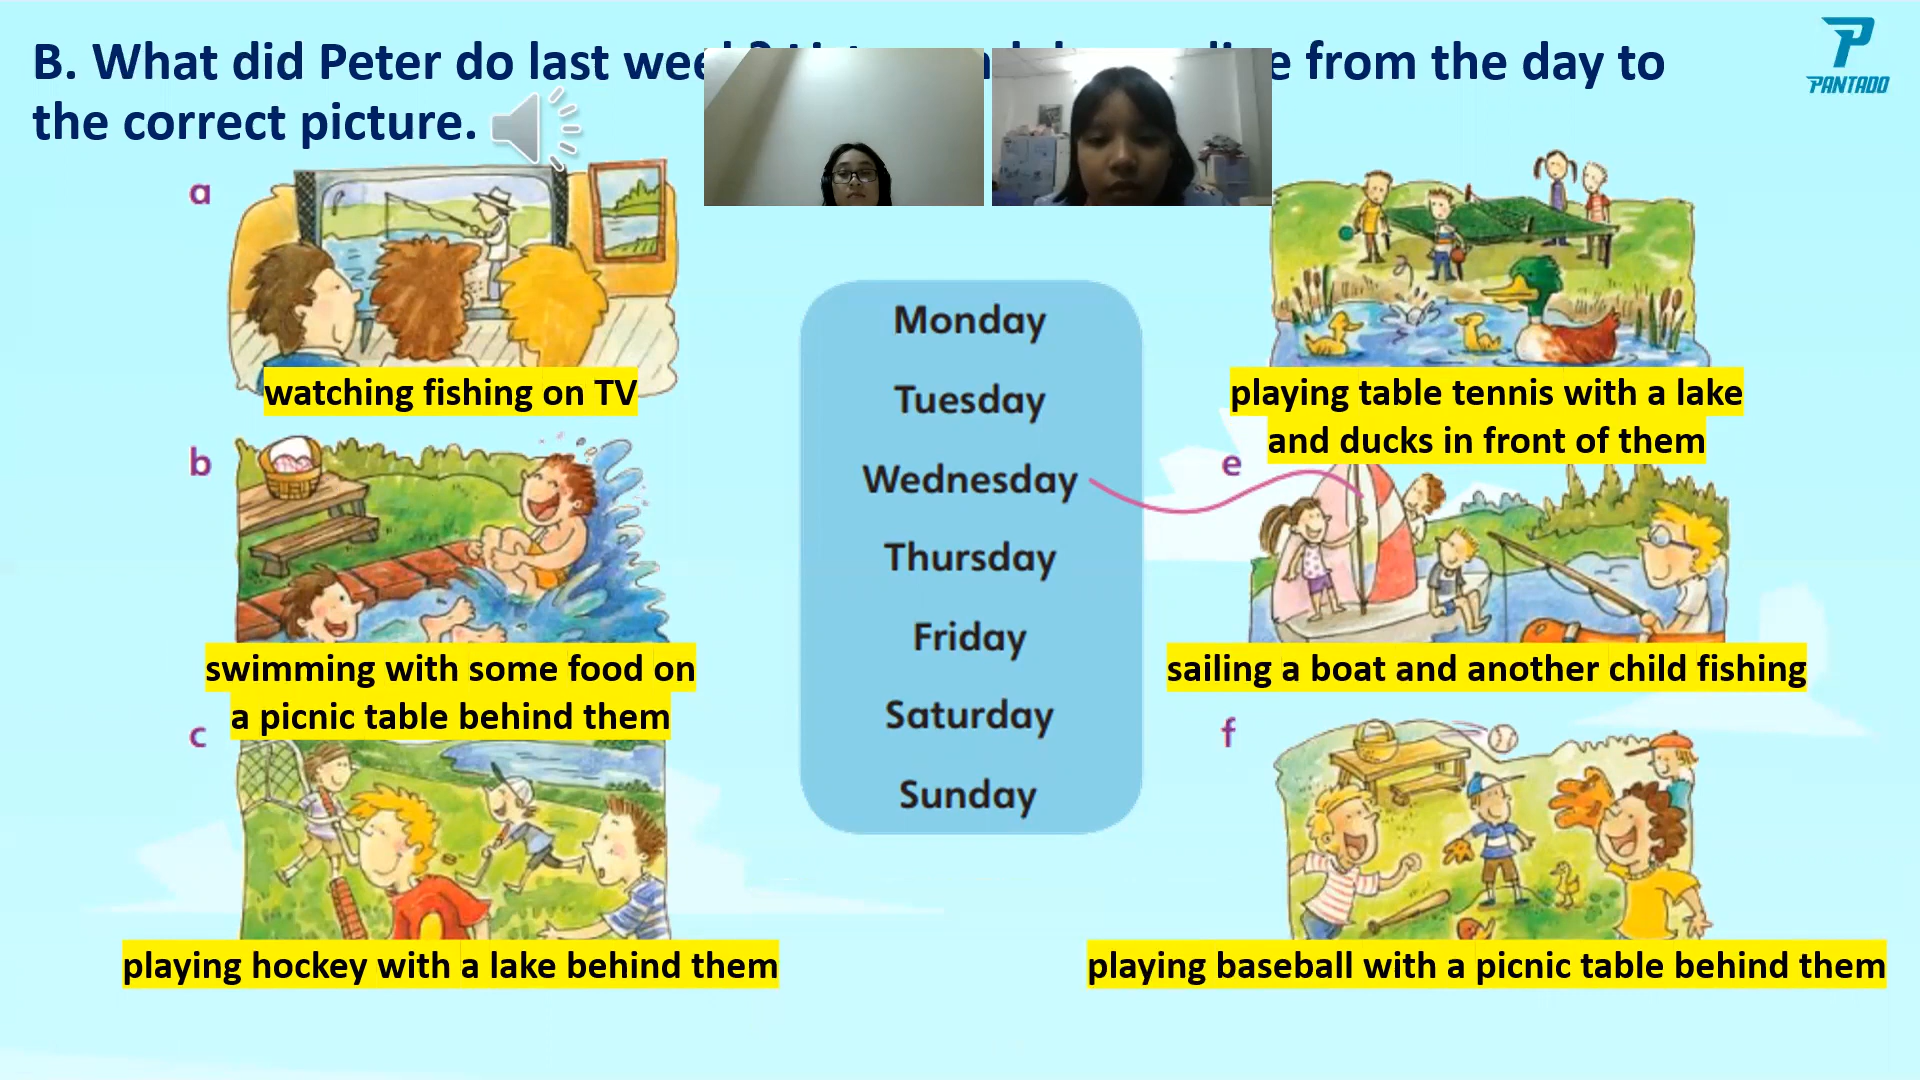 B. What did Peter do last from the day to
the correct picture.
PANTADO
a
watching fishing on TV
b
swimming with some food on
a picnic table behind them
c
playing hockey with a lake behind them
Monday
Tuesday
Wednesday
Thursday
Friday
Saturday
Sunday
playing table tennis with a lake
and ducks in front of them
e
sailing a boat and another child fishing
f
playing baseball with a picnic table behind them